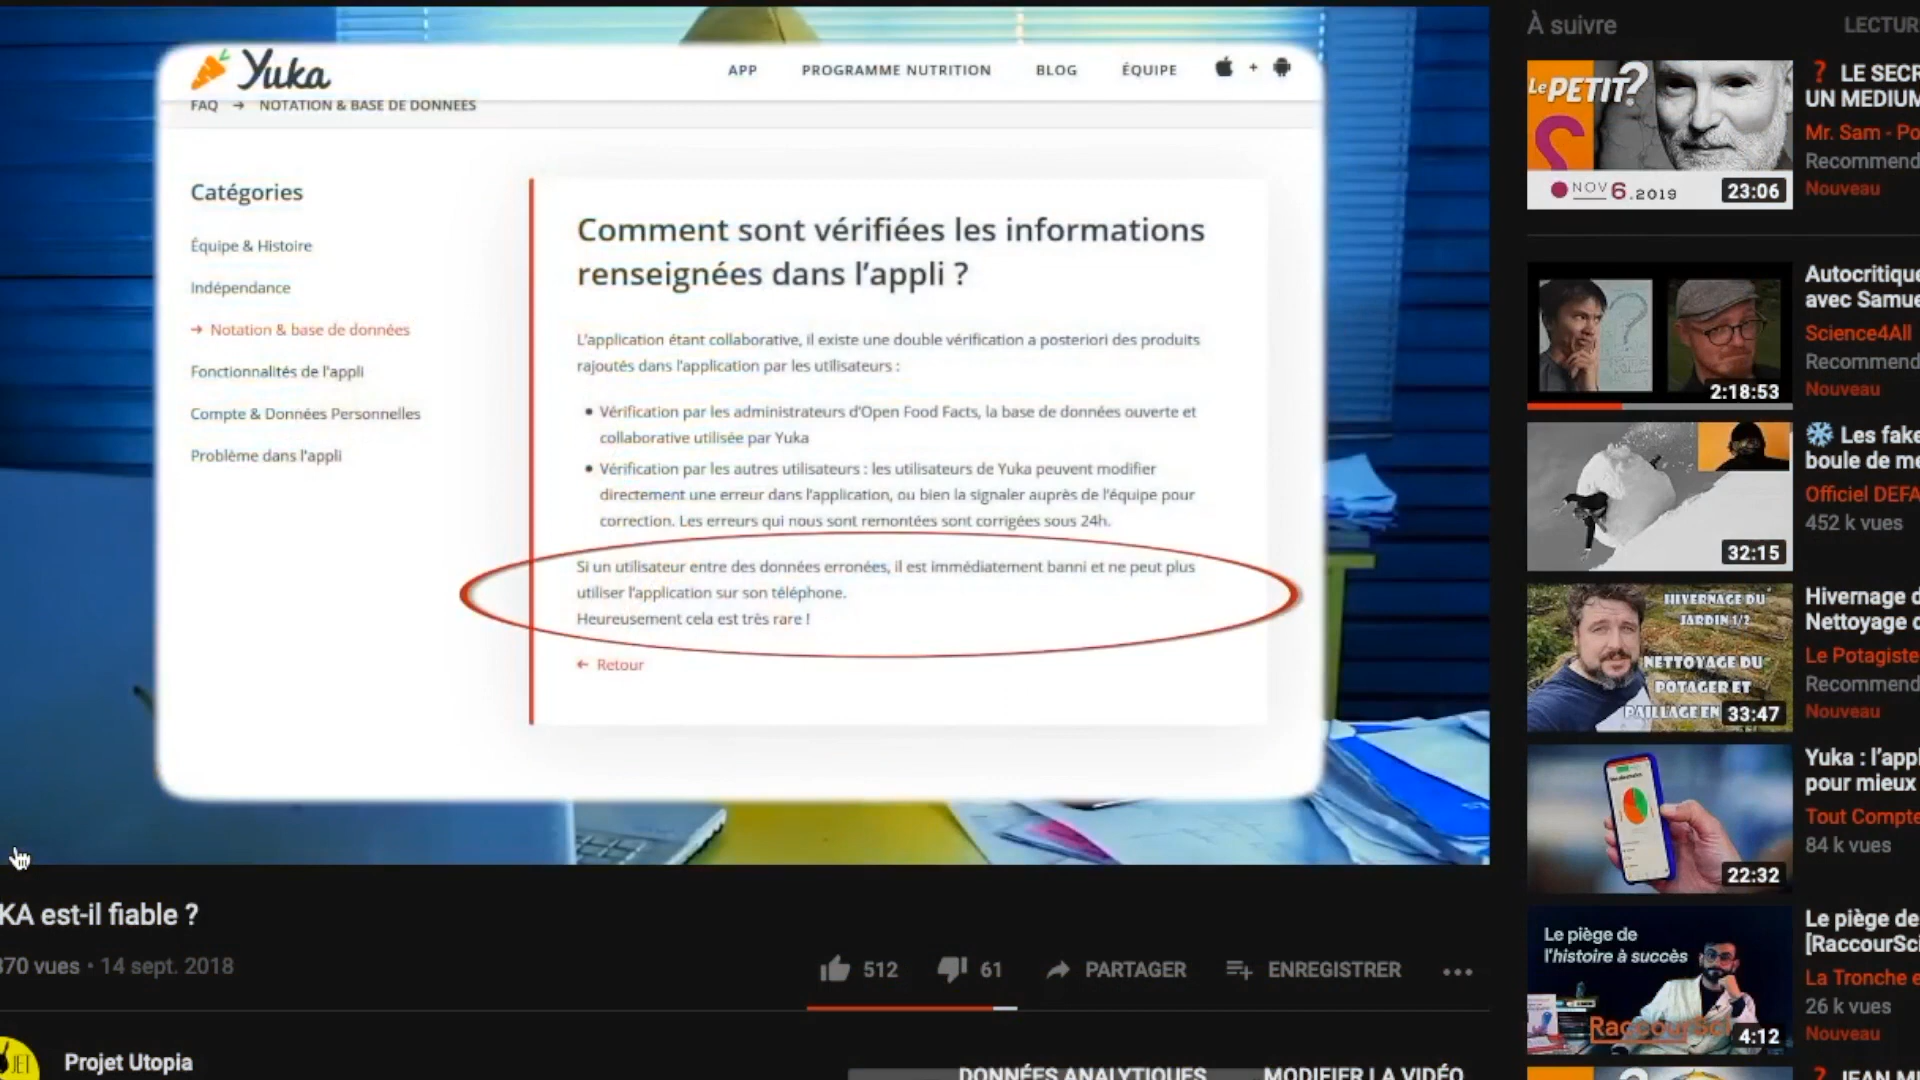 Yuka
APP PROGRAMME NUTRITION BLOG ÉQUIPE +
FAQ → NOTATION & BASE DE DONNÉES
Catégories
Équipe & Histoire
Indépendance
→ Notation & base de données
Fonctionnalités de l'appli
Compte & Données Personnelles
Problème dans l'appli
Comment sont vérifiées les informations
renseignées dans l'appli ?
L'application étant collaborative, il existe une double vérification a posteriori des produits
rajoutés dans l'application par les utilisateurs :
• Vérification par les administrateurs d'Open Food Facts, la base de données ouverte et
collaborative utilisée par Yuka
• Vérification par les autres utilisateurs : les utilisateurs de Yuka peuvent modifier
directement une erreur dans l'application, ou bien la signaler auprès de l'équipe pour
correction. Les erreurs qui nous sont remontées sont corrigées sous 24h.
Si un utilisateur entre des données erronées, il est immédiatement banni et ne peut plus
utiliser l'application sur son téléphone.
Heureusement cela est très rare !
← Retour
KA est-il fiable ?
370 vues • 14 sept. 2018
512 61 PARTAGER ENREGISTRER
Projet Utopia
DONNÉES ANALYTIQUES MODIFIER LA VIDÉO
À suivre LECTUR
Le PETIT?
NOV 6.2019
23:06
? LE SECR
UN MEDIUM
Mr. Sam - Po
Recommend
Nouveau
2:18:53
Autocritique
avec Samue
Science4All
Recommend
Nouveau
32:15
Les fake
boule de me
Officiel DEFA
452 k vues
HIVERNAGE DU
JARDIN 1/2
NETTOYAGE DU
POTAGER ET
PAILLAGE EN
33:47
Hivernage d
Nettoyage d
Le Potagiste
Recommend
Nouveau
22:32
Yuka : l'appl
pour mieux
Tout Compte
84 k vues
Le piège de
l'histoire à succès
RaccourSci
4:12
Le piège de
[RaccourSci
La Tronche e
26 k vues
Nouveau
? JEAN MI